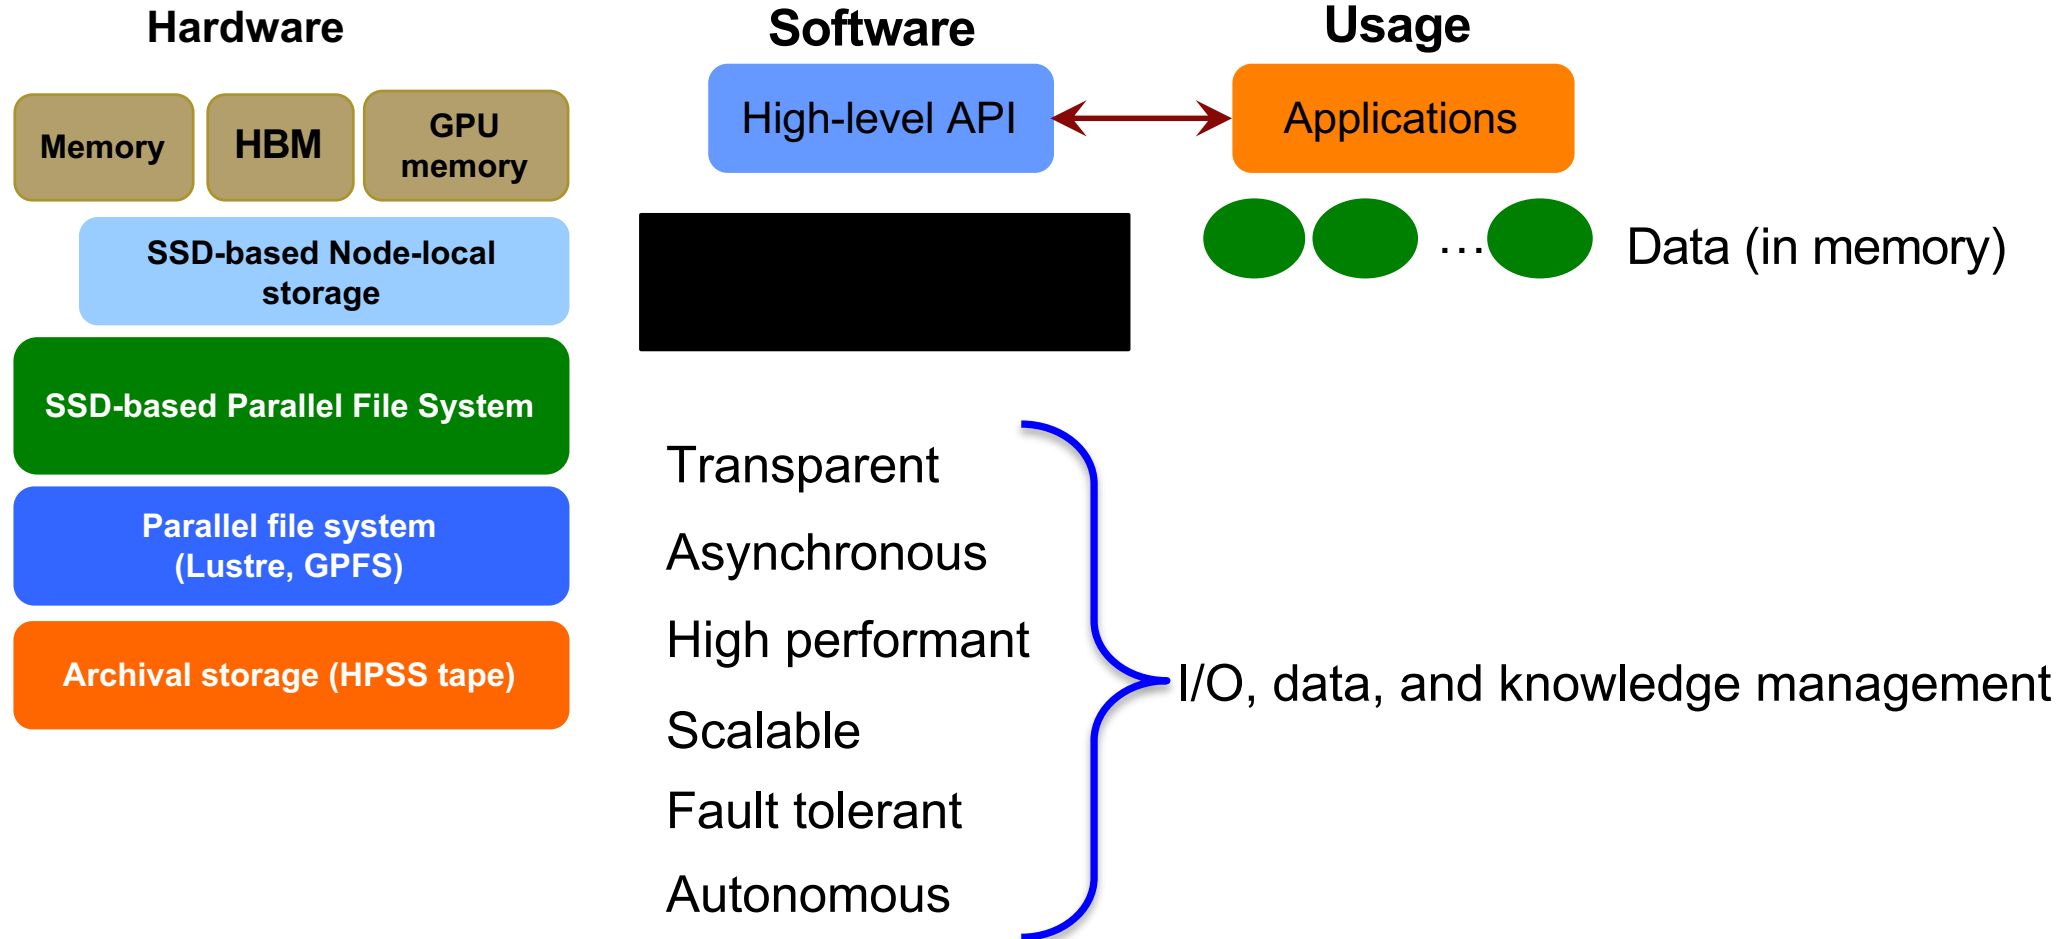 Hardware
Memory
HBM
GPU
memory
SSD-based Node-local
storage
SSD-based Parallel File System
Parallel file system
(Lustre, GPFS)
Archival storage (HPSS tape)
Software
High-level API
Usage
Applications
...
Data (in memory)
Transparent
Asynchronous
High performant
Scalable
Fault tolerant
Autonomous
I/O, data, and knowledge management